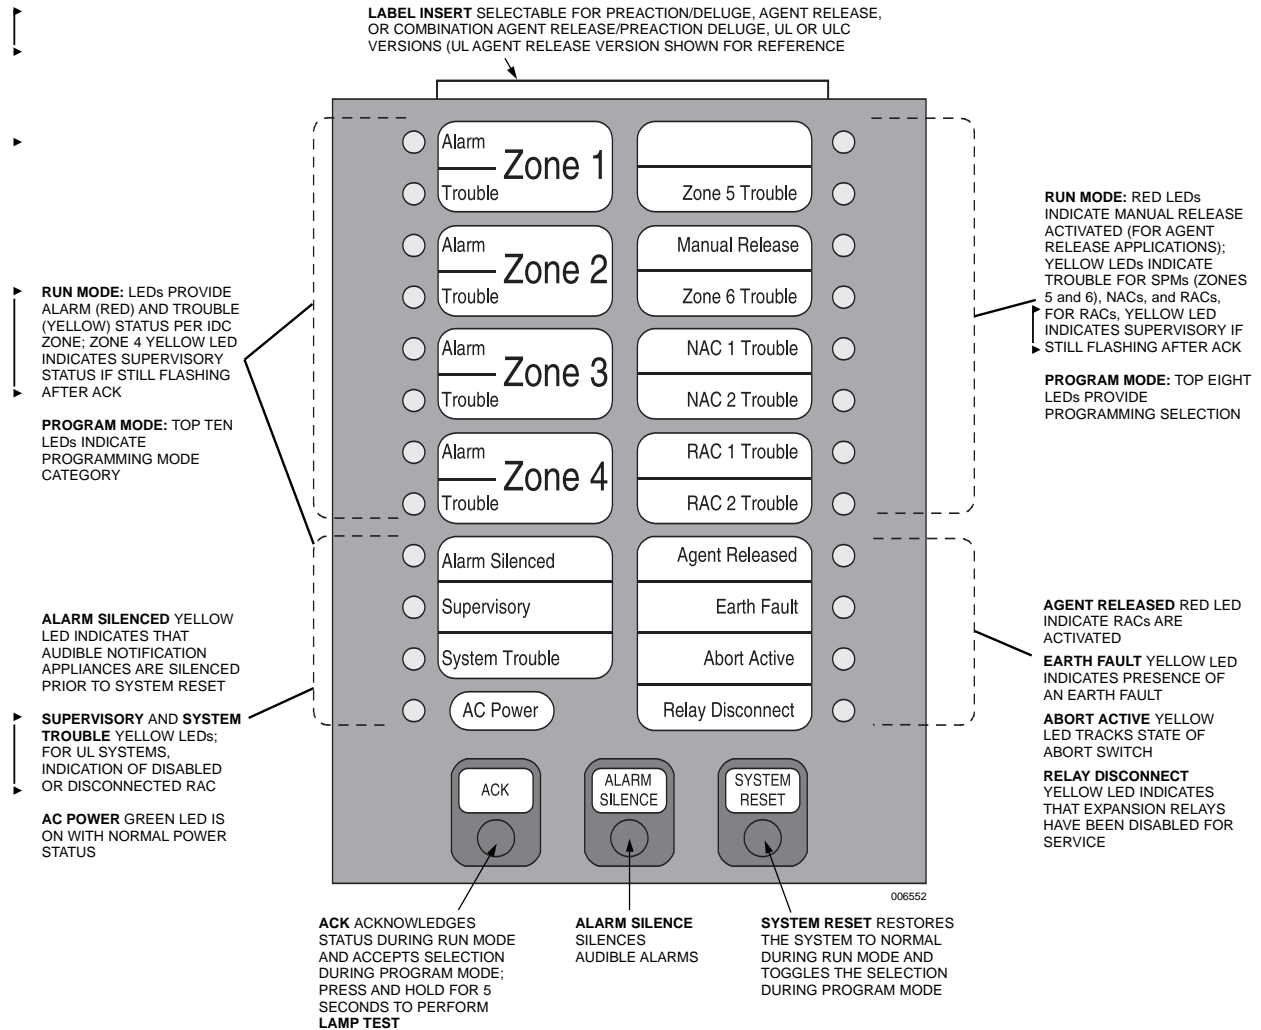 LABEL INSERT SELECTABLE FOR PREACTION/DELUGE, AGENT RELEASE,
OR COMBINATION AGENT RELEASE/PREACTION DELUGE, UL OR ULC
VERSIONS (UL AGENT RELEASE VERSION SHOWN FOR REFERENCE
RUN MODE: LEDs PROVIDE
ALARM (RED) AND TROUBLE
(YELLOW) STATUS PER IDC
ZONE; ZONE 4 YELLOW LED
INDICATES SUPERVISORY
STATUS IF STILL FLASHING
AFTER ACK
PROGRAM MODE: TOP TEN
LEDs INDICATE
PROGRAMMING MODE
CATEGORY
ALARM SILENCED YELLOW
LED INDICATES THAT
AUDIBLE NOTIFICATION
APPLIANCES ARE SILENCED
PRIOR TO SYSTEM RESET
SUPERVISORY AND SYSTEM
TROUBLE YELLOW LEDs;
FOR UL SYSTEMS,
INDICATION OF DISABLED
OR DISCONNECTED RAC
AC POWER GREEN LED IS
ON WITH NORMAL POWER
STATUS
Alarm
Zone 1
Trouble
Alarm
Zone 2
Trouble
Alarm
Zone 3
Trouble
Alarm
Zone 4
Trouble
Alarm Silenced
Supervisory
System Trouble
AC Power
Zone 5 Trouble
Manual Release
Zone 6 Trouble
NAC 1 Trouble
NAC 2 Trouble
RAC 1 Trouble
RAC 2 Trouble
Agent Released
Earth Fault
Abort Active
Relay Disconnect
ACK
ALARM
SILENCE
SYSTEM
RESET
006552
RUN MODE: RED LEDs
INDICATE MANUAL RELEASE
ACTIVATED (FOR AGENT
RELEASE APPLICATIONS);
YELLOW LEDs INDICATE
TROUBLE FOR SPMs (ZONES
5 and 6), NACs, and RACs,
FOR RACs, YELLOW LED
INDICATES SUPERVISORY IF
STILL FLASHING AFTER ACK
PROGRAM MODE: TOP EIGHT
LEDs PROVIDE
PROGRAMMING SELECTION
AGENT RELEASED RED LED
INDICATE RACs ARE
ACTIVATED
EARTH FAULT YELLOW LED
INDICATES PRESENCE OF
AN EARTH FAULT
ABORT ACTIVE YELLOW
LED TRACKS STATE OF
ABORT SWITCH
RELAY DISCONNECT
YELLOW LED INDICATES
THAT EXPANSION RELAYS
HAVE BEEN DISABLED FOR
SERVICE
ACK ACKNOWLEDGES
STATUS DURING RUN MODE
AND ACCEPTS SELECTION
DURING PROGRAM MODE;
PRESS AND HOLD FOR 5
SECONDS TO PERFORM
LAMP TEST
ALARM SILENCE
SILENCES
AUDIBLE ALARMS
SYSTEM RESET RESTORES
THE SYSTEM TO NORMAL
DURING RUN MODE AND
TOGGLES THE SELECTION
DURING PROGRAM MODE